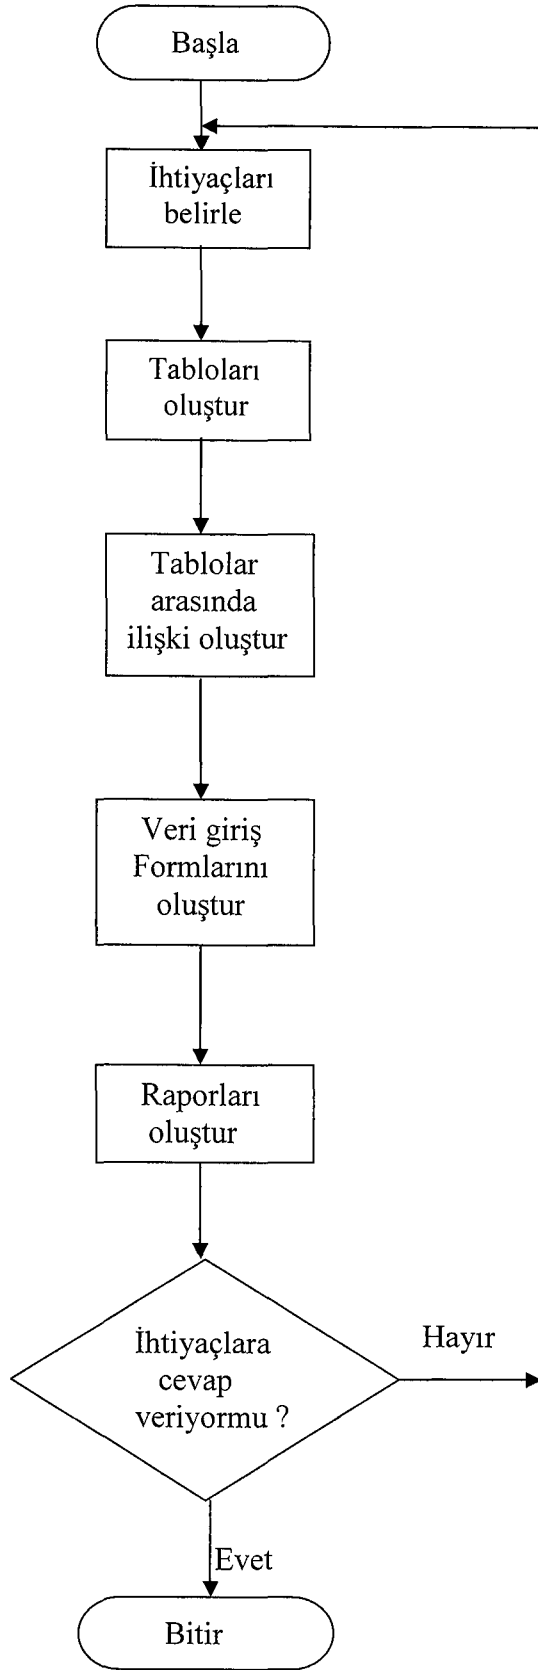 Başla
İhtiyaçları
belirle
Tabloları
oluştur
Tablolar
arasında
ilişki oluştur
Veri giriş
Formlarını
oluştur
Raporları
oluştur
İhtiyaçlara
cevap
veriyormu ?
Hayır
Evet
Bitir